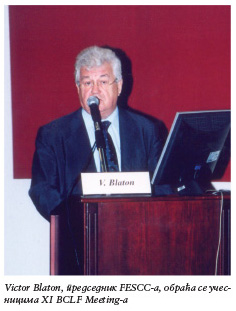 V. Blaton
Victor Blaton, председник FESCC-а, обраћа се учес-
ницима XI BCLF Meeting-а